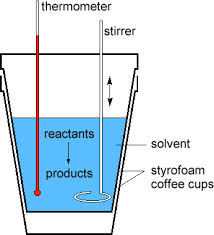 thermometer
stirrer
reactants
products
solvent
styrofoam
coffee cups